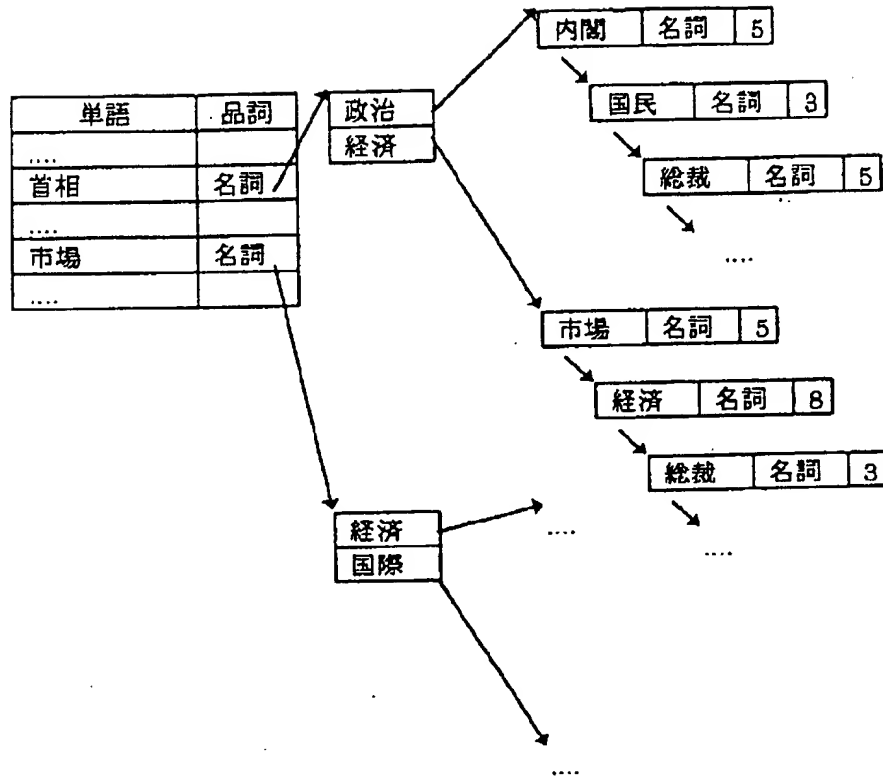 単語 品詞
....
首相 名詞
....
市場 名詞
....
政治
経済
内閣 名詞 5
国民 名詞 3
総裁 名詞 5
....
市場 名詞 5
経済 名詞 8
総裁 名詞 3
....
経済
国際
....
....